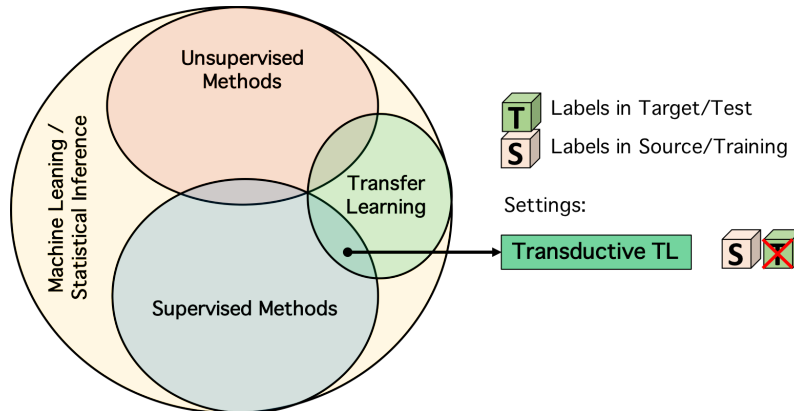 Unsupervised
Methods
Machine Leaning /
Statistical Inference
Transfer
Learning
Supervised Methods
T Labels in Target/Test
S Labels in Source/Training
Settings:
Transductive TL
S T